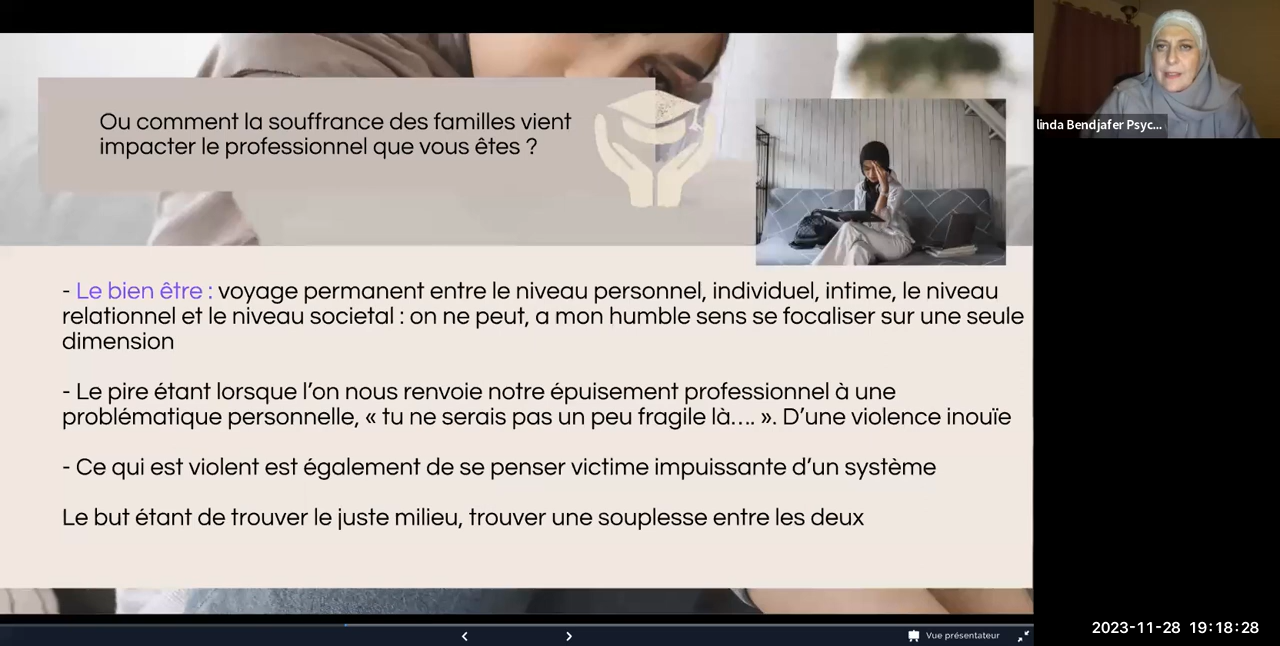 Ou comment la souffrance des familles vient
impacter le professionnel que vous êtes ?
- Le bien être : voyage permanent entre le niveau personnel, individuel, intime, le niveau
relationnel et le niveau societal : on ne peut, a mon humble sens se focaliser sur une seule
dimension
- Le pire étant lorsque l’on nous renvoie notre épuisement professionnel à une
problématique personnelle, « tu ne serais pas un peu fragile là.... ». D’une violence inouïe
- Ce qui est violent est également de se penser victime impuissante d’un système
Le but étant de trouver le juste milieu, trouver une souplesse entre les deux
linda Bendjafer Psyc...
Vue présentateur
2023-11-28 19:18:28